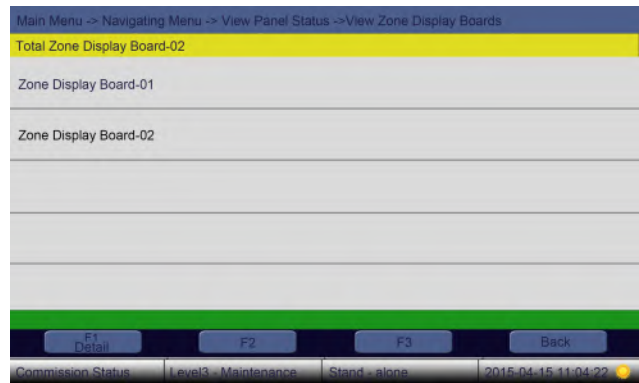 Main Menu -> Navigating Menu -> View Panel Status ->View Zone Display Boards
Total Zone Display Board-02
Zone Display Board-01
Zone Display Board-02
F1
Detail
F2
F3
Back
Commission Status
Level3 - Maintenance
Stand - alone
2015-04-15 11:04:22